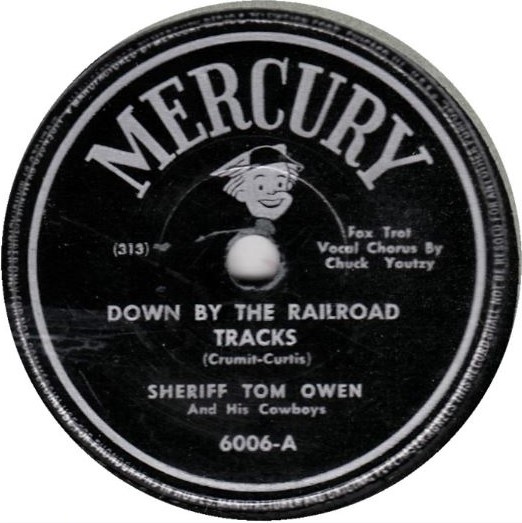 MERCURY
(313)
Fox Trot
Vocal Chorus By
Chuck Youtzy
DOWN BY THE RAILROAD
TRACKS
(Crumit-Curtis)
SHERIFF TOM OWEN
And His Cowboys
6006-A